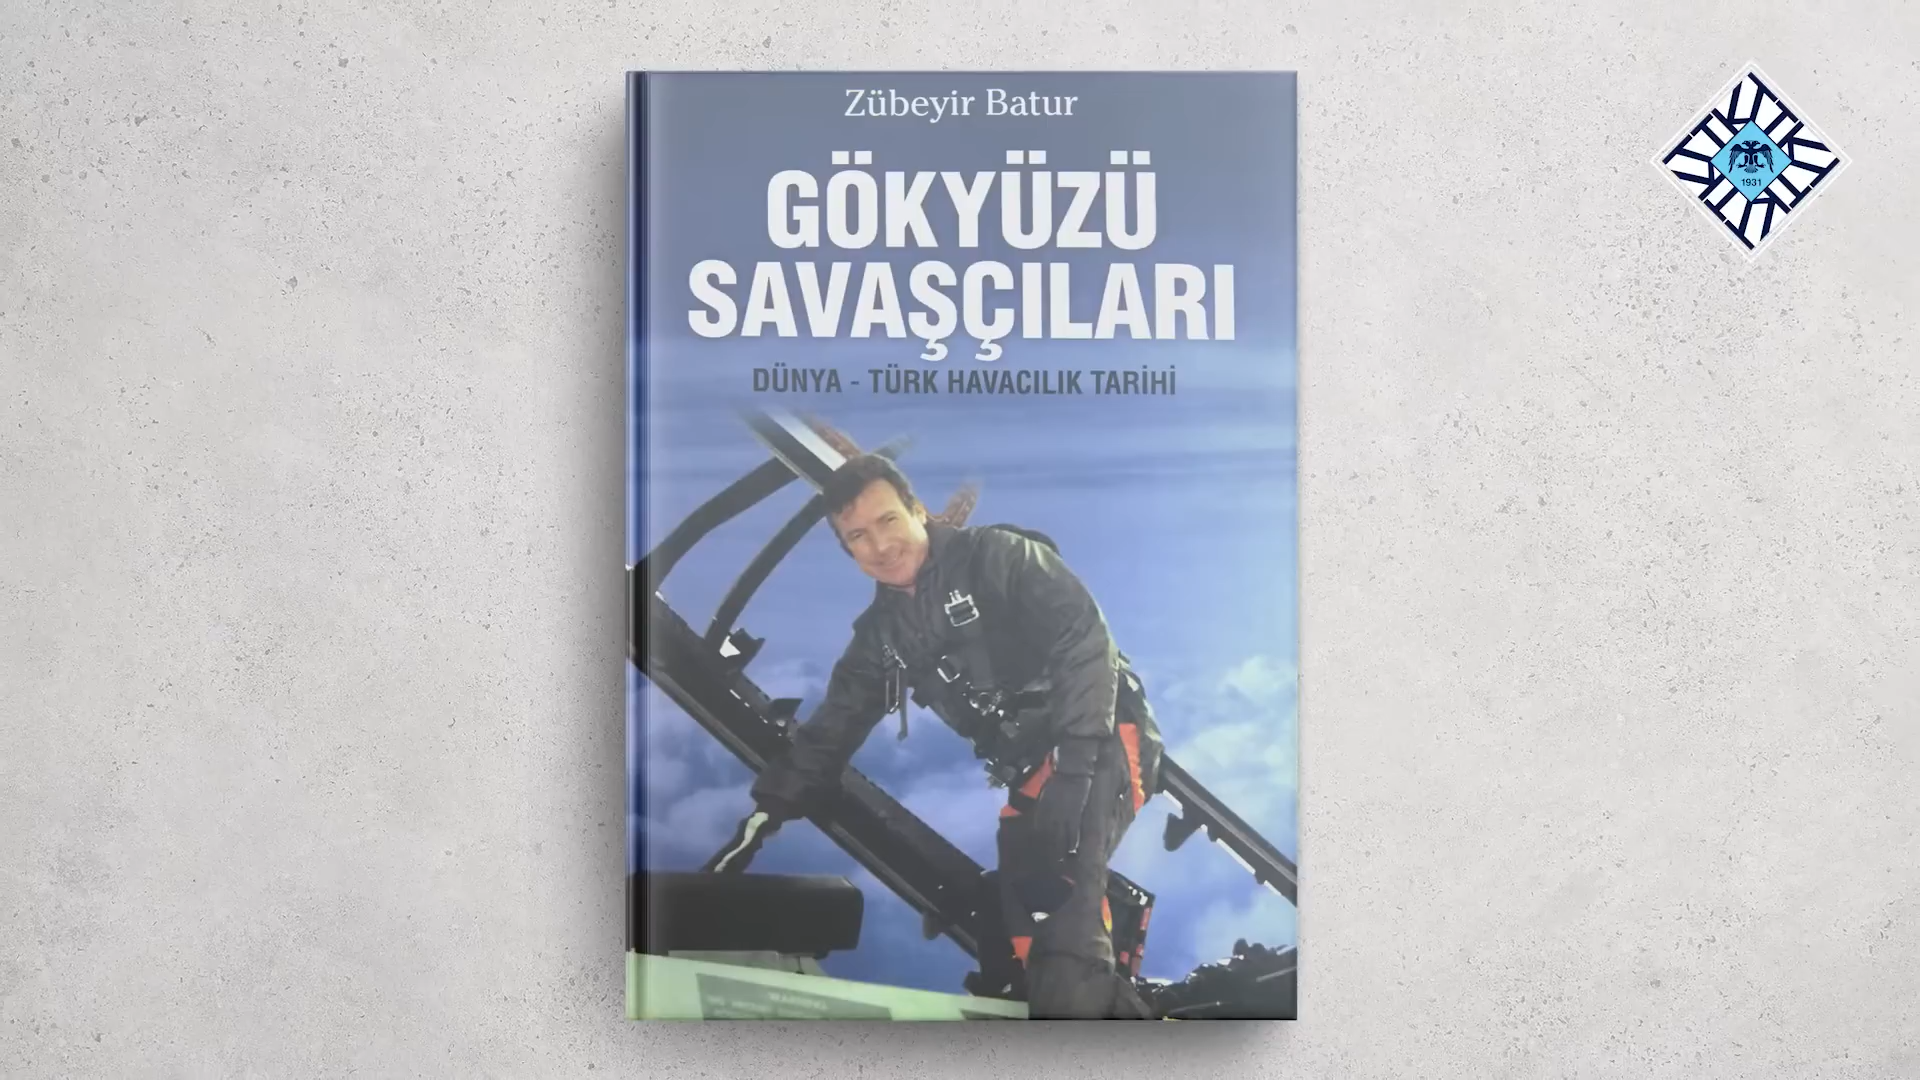 Zübeyir Batur
GÖKYÜZÜ
SAVAŞÇILARI
DÜNYA - TÜRK HAVACILIK TARİHİ
1931